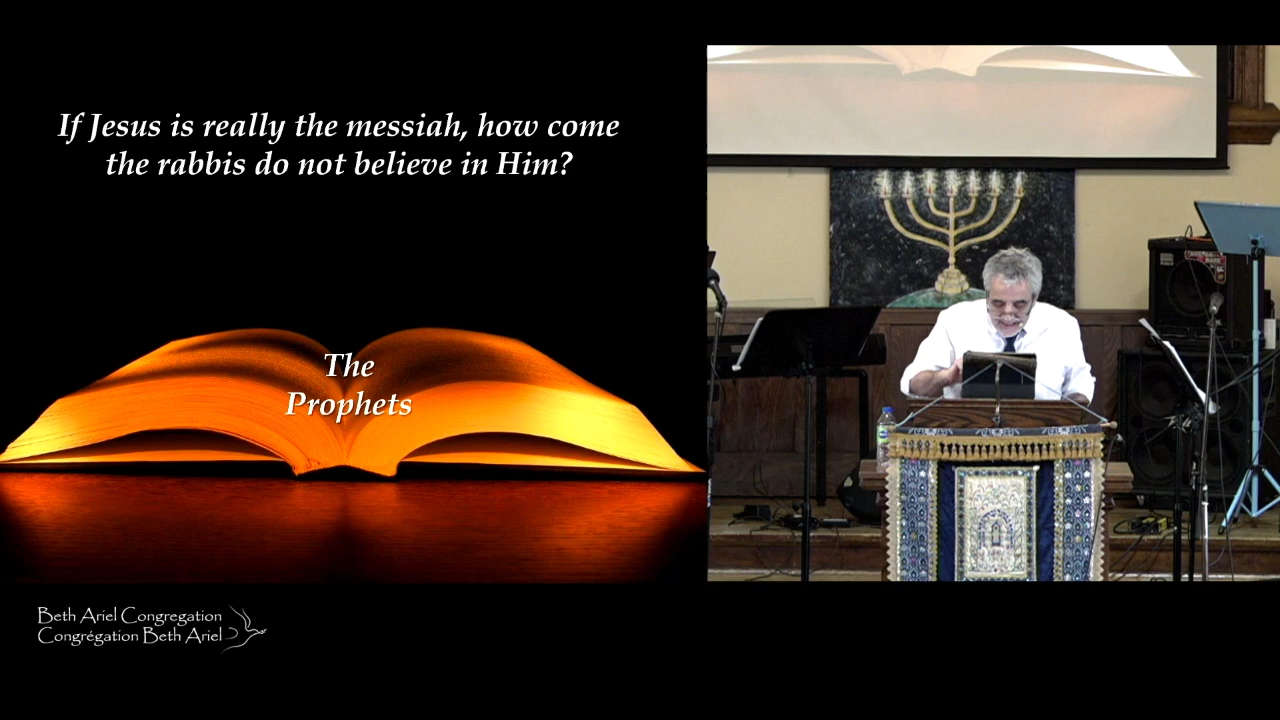 If Jesus is really the messiah, how come
the rabbis do not believe in Him?
The
Prophets
Beth Ariel Congregation
Congrégation Beth Ariel